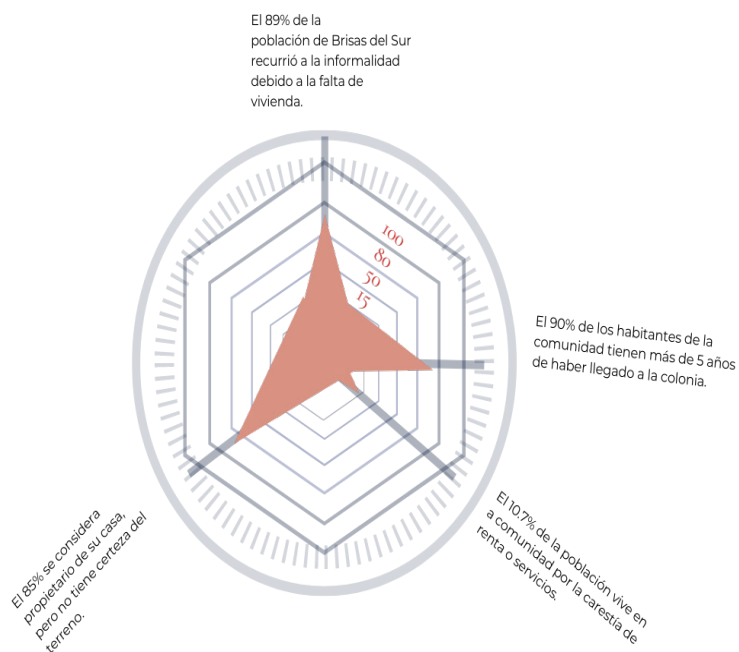 El 89% de la
población de Brisas del Sur
recurrió a la informalidad
debido a la falta de
vivienda.
100
80
50
15
El 90% de los habitantes de la
comunidad tienen más de 5 años
de haber llegado a la colonia.
El 10.7% de la población vive en
a comunidad por la carestía de
renta o servicios.
El 85% se considera
propietario de su casa,
pero no tiene certeza del
terreno.